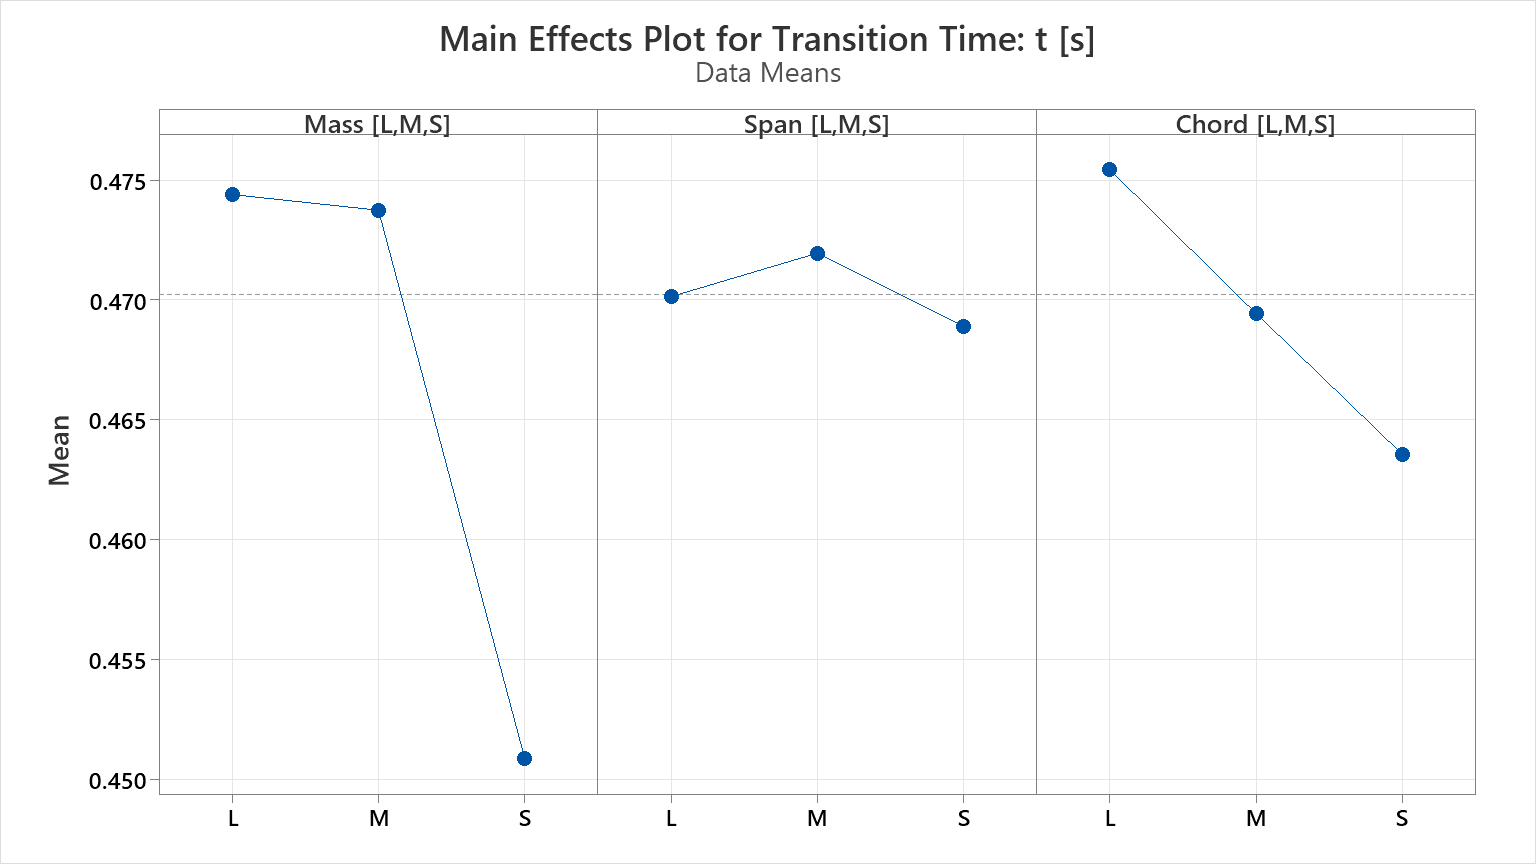 Main Effects Plot for Transition Time: t [s]
Data Means
Mass [L,M,S]
Span [L,M,S]
Chord [L,M,S]
0.475
0.470
0.465
0.460
0.455
0.450
Mean
L M S L M S L M S